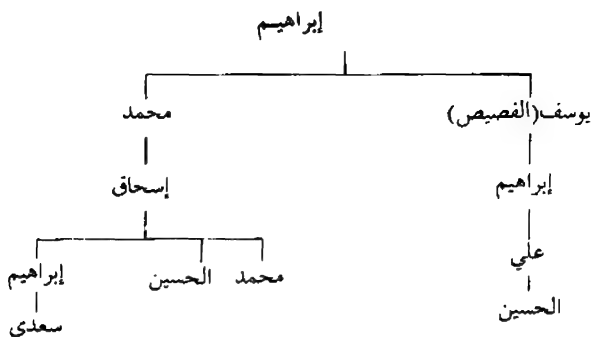 إبراهيم
يوسف (الفصيص) محمد
إبراهيم إسحاق
علي
محمد الحسين إبراهيم
الحسين
سعدى